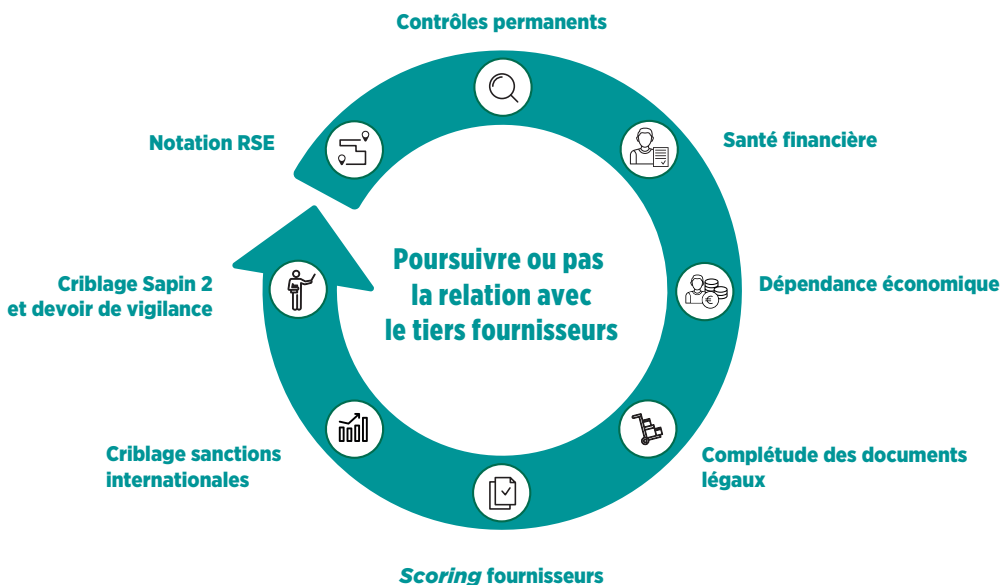 Contrôles permanents
Notation RSE
Santé financière
Poursuivre ou pas
la relation avec
le tiers fournisseurs
Criblage Sapin 2
et devoir de vigilance
Dépendance économique
Criblage sanctions
internationales
Complétude des documents
légaux
Scoring fournisseurs